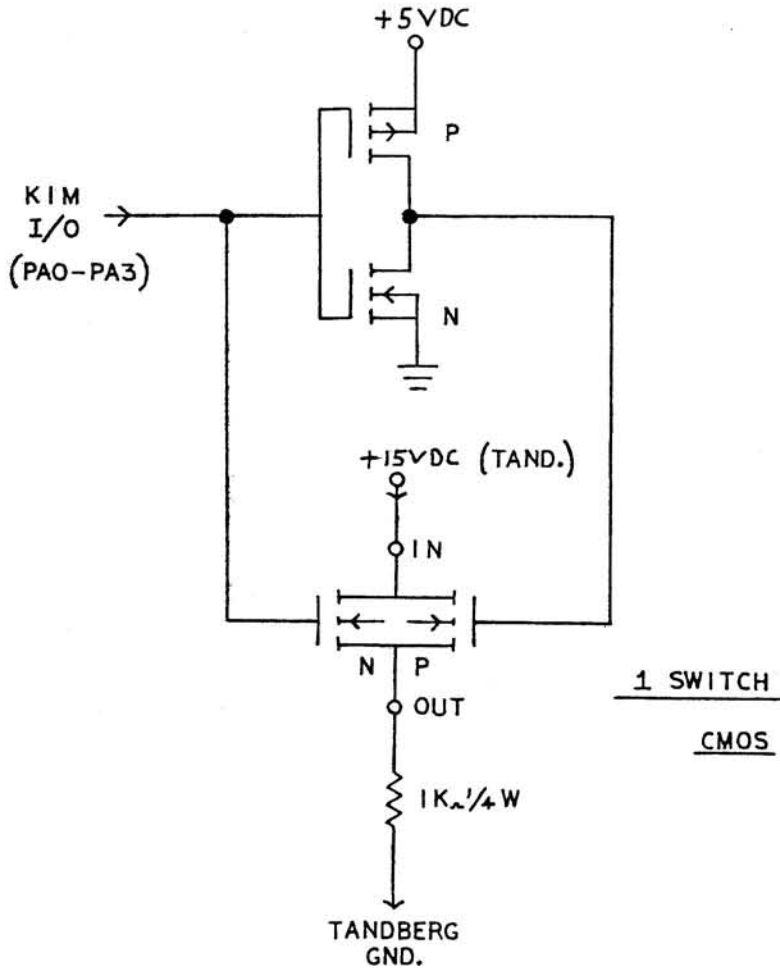 +5VDC
P
KIM
I/O
(PA0-PA3)
N
+15VDC (TAND.)
IN
N P
OUT
1 SWITCH
CMOS
1K 1/4 W
TANDBERG
GND.